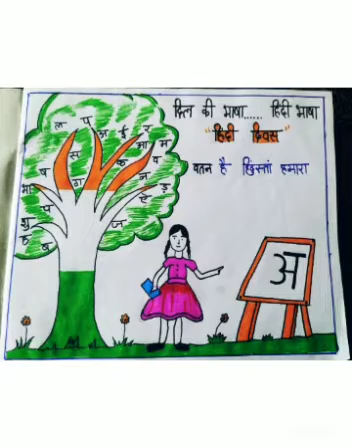 दिल की भाषा...... हिंदी भाषा
"हिंदी दिवस"
वतन है हिन्दुस्तां हमारा
ल प अ ई र
स क भा म
ष ग ज व
भा ऐ ड़
य ज
शु
ठ ब
अ